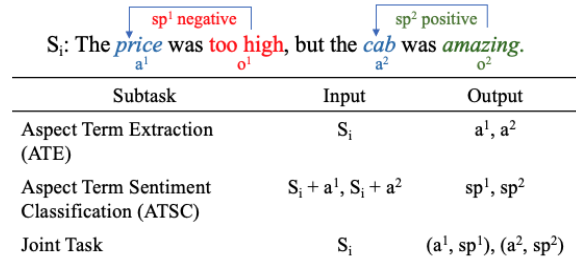 sp¹ negative sp² positive
Sᵢ: The price was too high, but the cab was amazing.
a¹ o¹ a² o²
Subtask Input Output
Aspect Term Extraction (ATE) Sᵢ a¹, a²
Aspect Term Sentiment Classification (ATSC) Sᵢ + a¹, Sᵢ + a² sp¹, sp²
Joint Task Sᵢ (a¹, sp¹), (a², sp²)